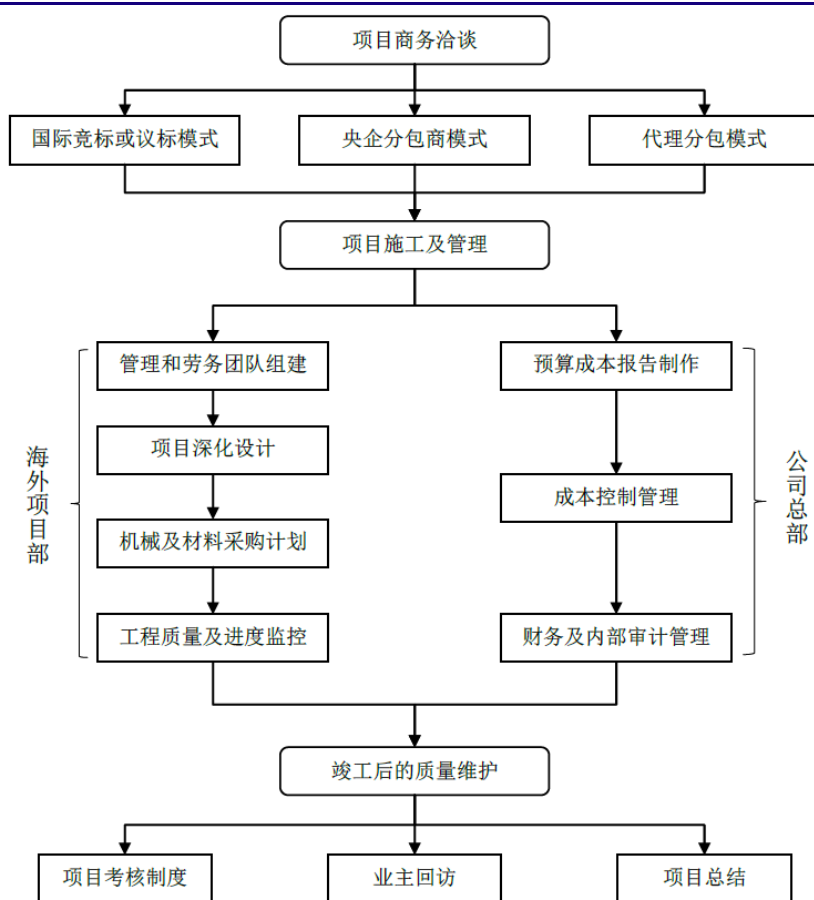 项目商务洽谈
国际竞标或议标模式
央企分包商模式
代理分包模式
项目施工及管理
管理和劳务团队组建
预算成本报告制作
项目深化设计
海外项目部
公司总部
成本控制管理
机械及材料采购计划
工程质量及进度监控
财务及内部审计管理
竣工后的质量维护
项目考核制度
业主回访
项目总结